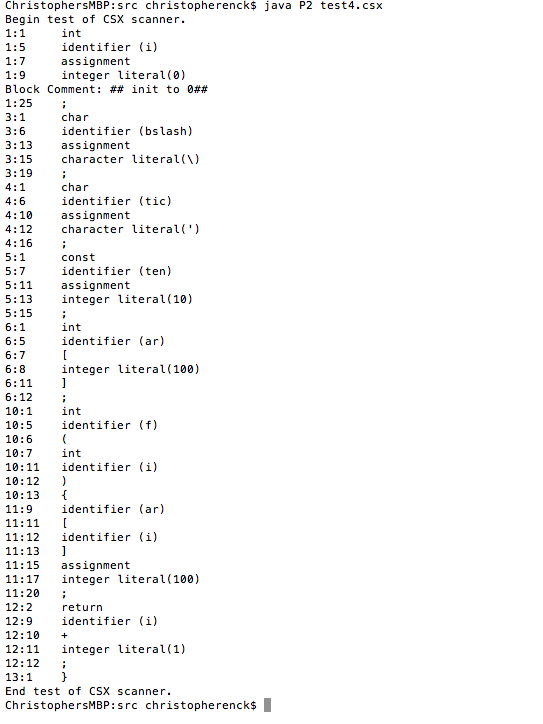 ChristophersMBP:src christopherenck$ java P2 test4.csx
Begin test of CSX scanner.
1:1 int
1:5 identifier (i)
1:7 assignment
1:9 integer literal(0)
Block Comment: ## init to 0##
1:25 ;
3:1 char
3:6 identifier (bslash)
3:13 assignment
3:15 character literal(\)
3:19 ;
4:1 char
4:6 identifier (tic)
4:10 assignment
4:12 character literal(')
4:16 ;
5:1 const
5:7 identifier (ten)
5:11 assignment
5:13 integer literal(10)
5:15 ;
6:1 int
6:5 identifier (ar)
6:7 [
6:8 integer literal(100)
6:11 ]
6:12 ;
10:1 int
10:5 identifier (f)
10:6 (
10:7 int
10:11 identifier (i)
10:12 )
10:13 {
11:9 identifier (ar)
11:11 [
11:12 identifier (i)
11:13 ]
11:15 assignment
11:17 integer literal(100)
11:20 ;
12:2 return
12:9 identifier (i)
12:10 +
12:11 integer literal(1)
12:12 ;
13:1 }
End test of CSX scanner.
ChristophersMBP:src christopherenck$